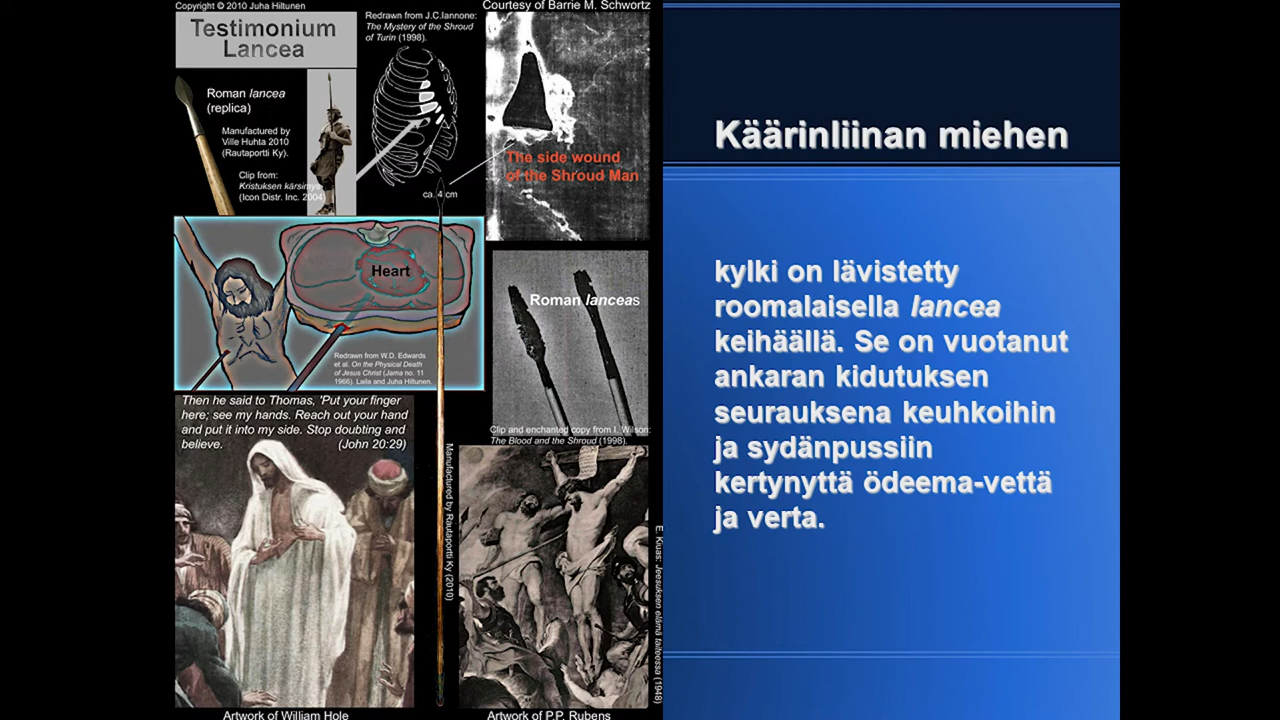 Copyright © 2010 Juha Hiltunen
Testimonium
Lancea
Roman lancea
(replica)
Manufactured by
Ville Huhta 2010
(Rautaportti Ky).
Clip from:
Kristuksen kärsimys
(Icon Distr. Inc. 2004)
Redrawn from J.C.Iannone:
The Mystery of the Shroud
of Turin (1998).
ca. 4 cm
Courtesy of Barrie M. Schwortz
The side wound
of the Shroud Man
Heart
Redrawn from W.D. Edwards
et al. On the Physical Death
of Jesus Christ (Jama no. 11
1966). Laila and Juha Hiltunen.
Roman lanceas
Clip and enchanted copy from I. Wilson:
The Blood and the Shroud (1998).
Then he said to Thomas, 'Put your finger
here; see my hands. Reach out your hand
and put it into my side. Stop doubting and
believe.
(John 20:29)
Manufactured by Rautaportti Ky (2010)
E. Kiuas: Jeesuksen elämä taiteessa (1948)
Artwork of William Hole
Artwork of P.P. Rubens
Käärinliinan miehen
kylki on lävistetty
roomalaisella lancea
keihäällä. Se on vuotanut
ankaran kidutuksen
seurauksena keuhkoihin
ja sydänpussiin
kertynyttä ödeema-vettä
ja verta.